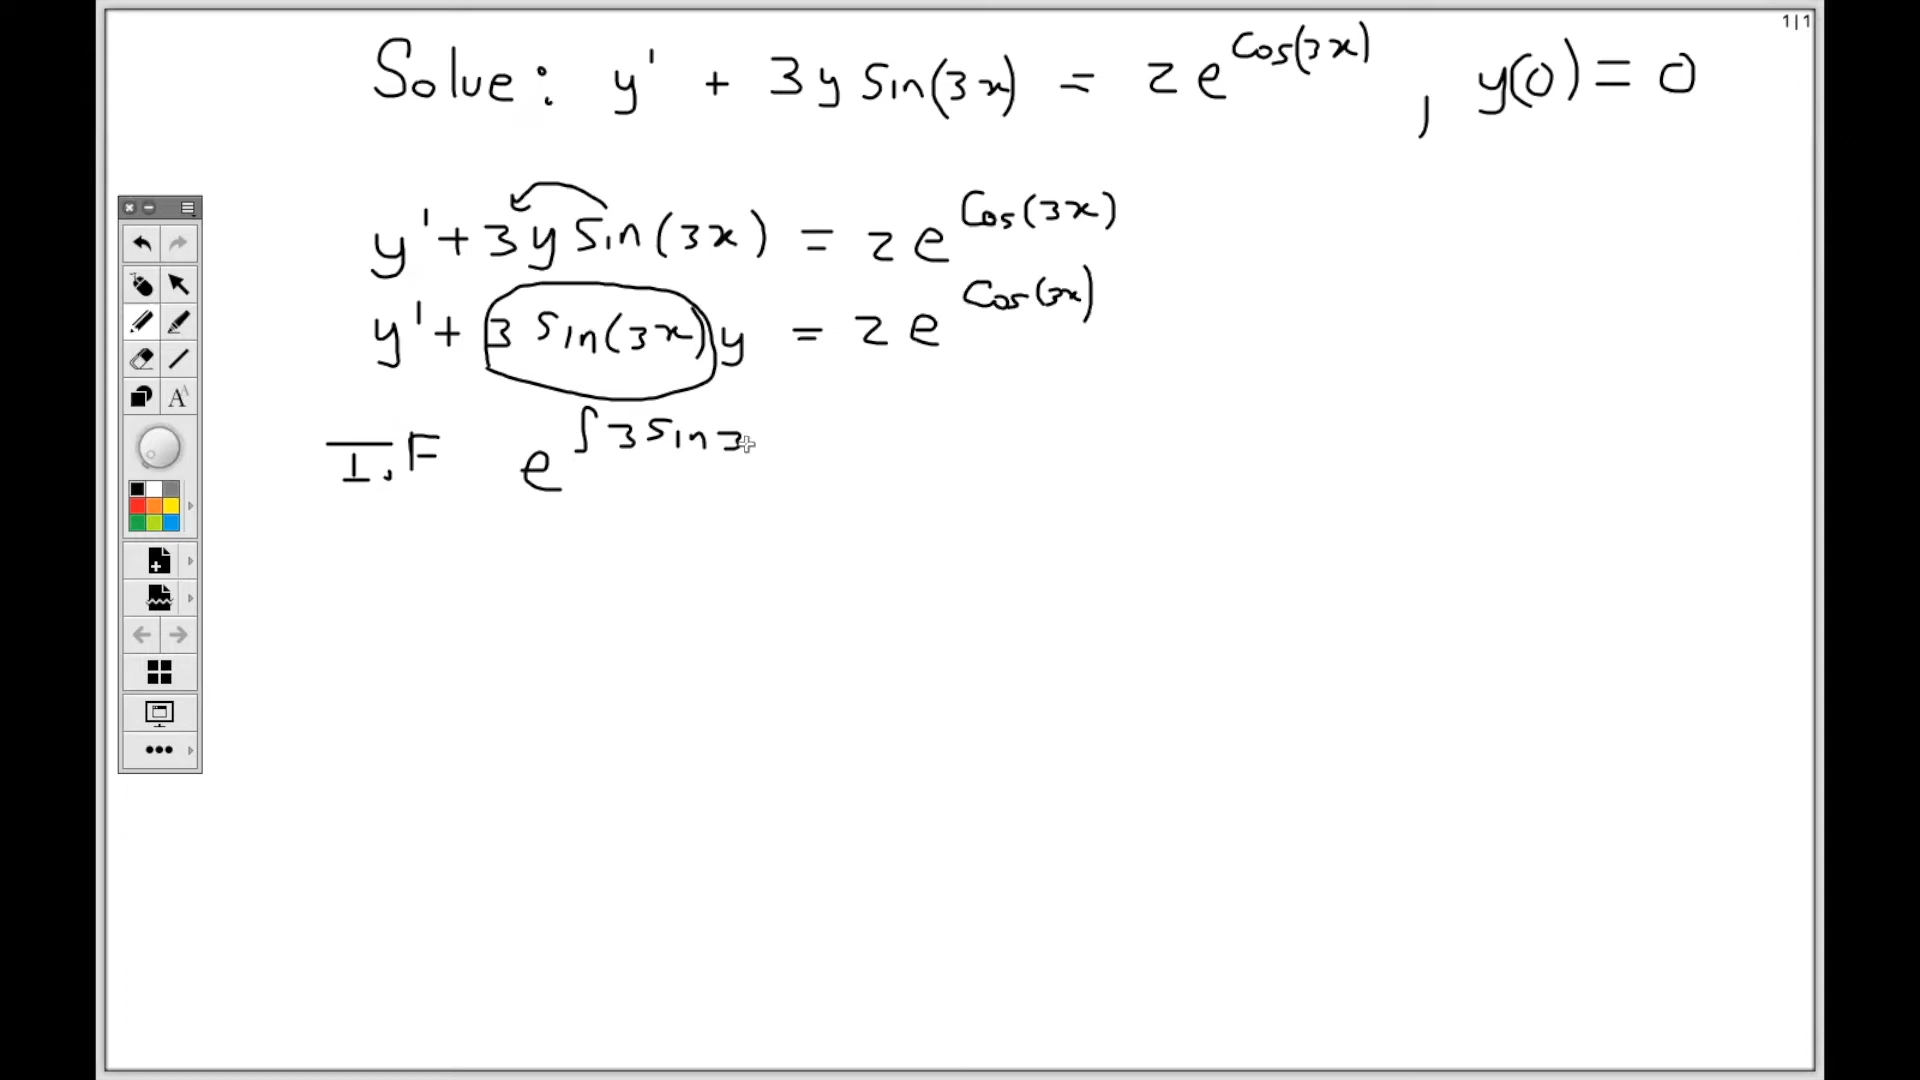 1|1
Solve: y' + 3y Sin(3x) = 2e^Cos(3x), y(0) = 0
y' + 3y Sin(3x) = 2e^Cos(3x)
y' + 3 Sin(3x) y = 2e^Cos(3x)
I.F e^∫3 Sin 3
A